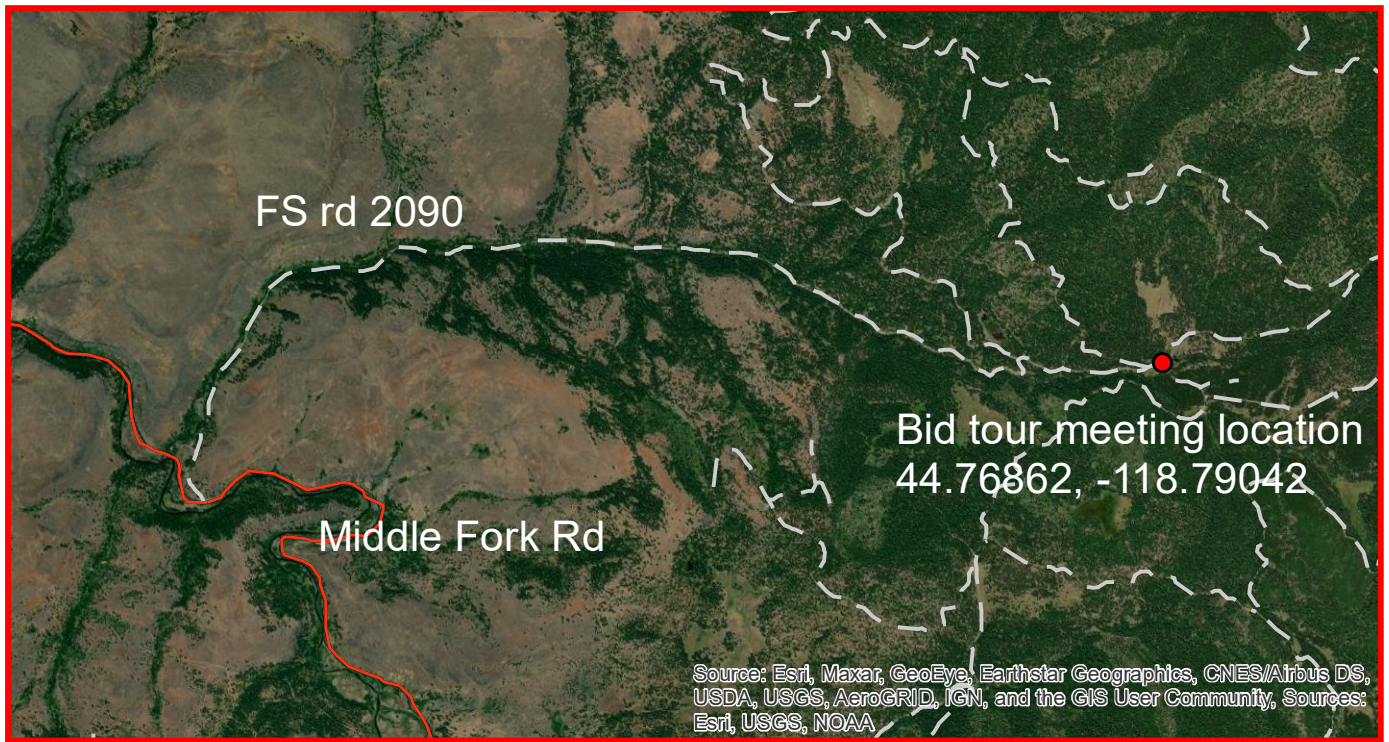 FS rd 2090
Bid tour meeting location
44.76862, -118.79042
Middle Fork Rd
Source: Esri, Maxar, GeoEye, Earthstar Geographics, CNES/Airbus DS,
USDA, USGS, AeroGRID, IGN, and the GIS User Community, Sources:
Esri, USGS, NOAA